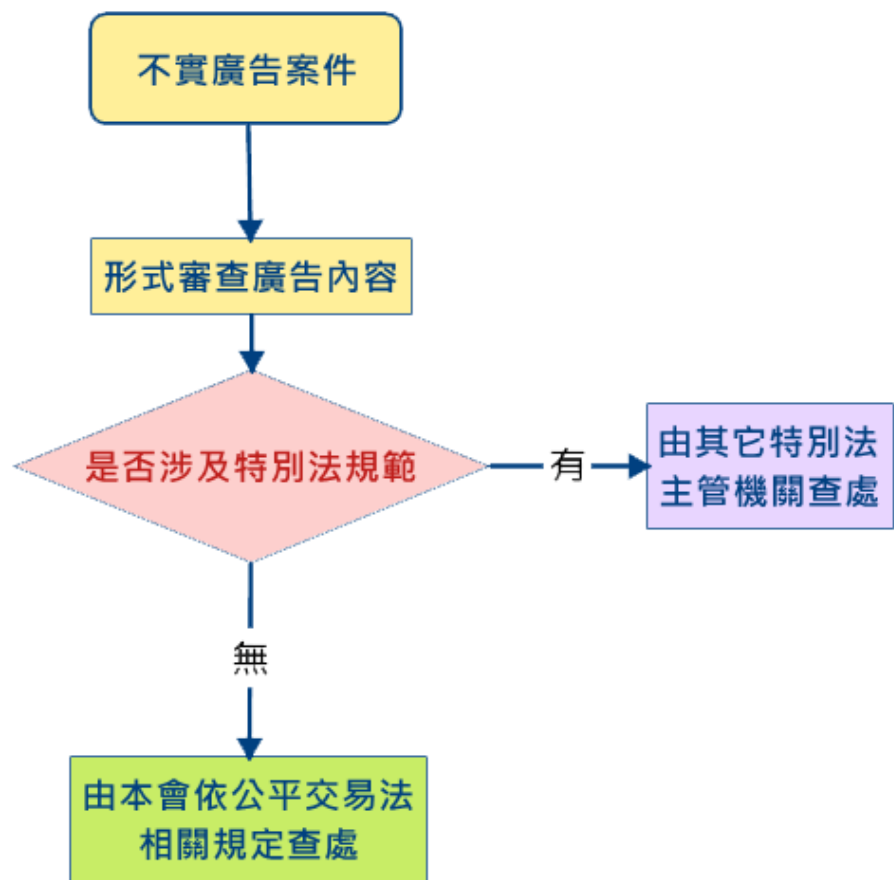 不實廣告案件
形式審查廣告內容
是否涉及特別法規範
有
由其它特別法
主管機關查處
無
由本會依公平交易法
相關規定查處